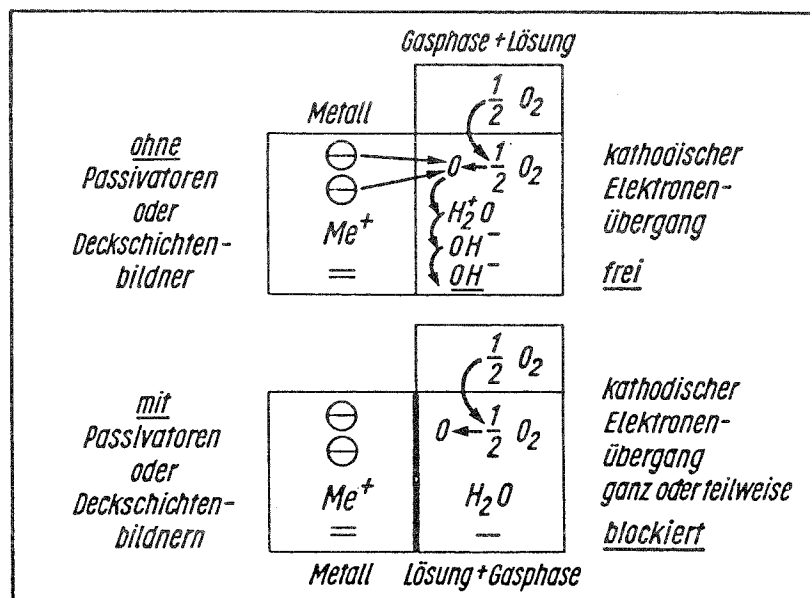 Gasphase + Lösung
Metall
1/2 O2
ohne
Passivatoren
oder
Deckschichten-
bildner
⊖
⊖
Me+
=
O ← 1/2 O2
H2+O
OH−
OH−
kathodischer
Elektronen-
übergang
frei
1/2 O2
mit
Passivatoren
oder
Deckschichten-
bildnern
⊖
⊖
Me+
=
O ← 1/2 O2
H2O
−
kathodischer
Elektronen-
übergang
ganz oder teilweise
blockiert
Metall
Lösung + Gasphase